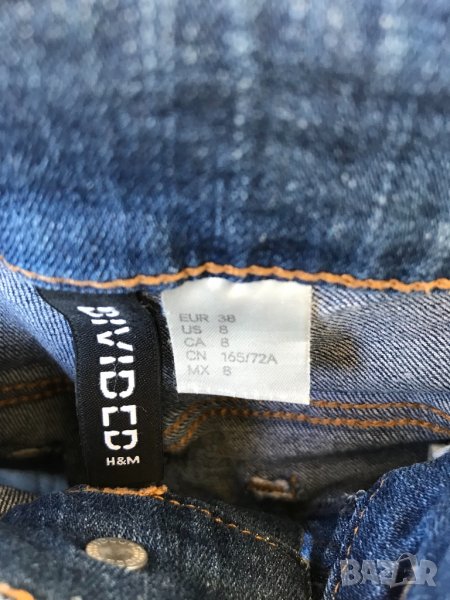 DIVIDED
H&M
EUR 38
US 8
CA 8
CN 165/72A
MX 8
BAZAR